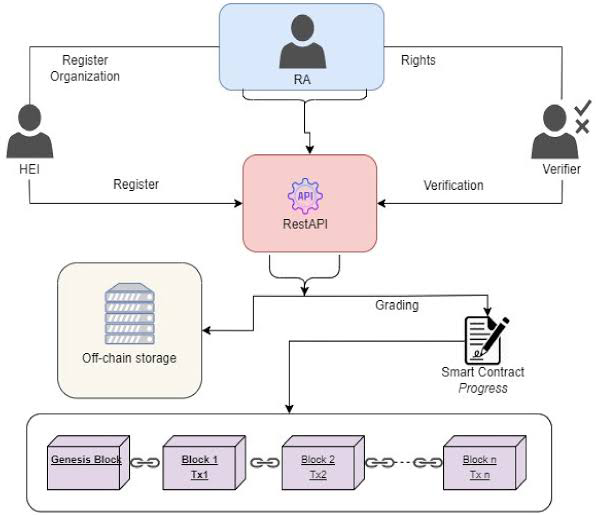 Register
Organization
RA
Rights
HEI
Verifier
Register
API
RestAPI
Verification
Off-chain storage
Grading
Smart Contract
Progress
Genesis Block
Block 1
Tx1
Block 2
Tx2
Block n
Tx n